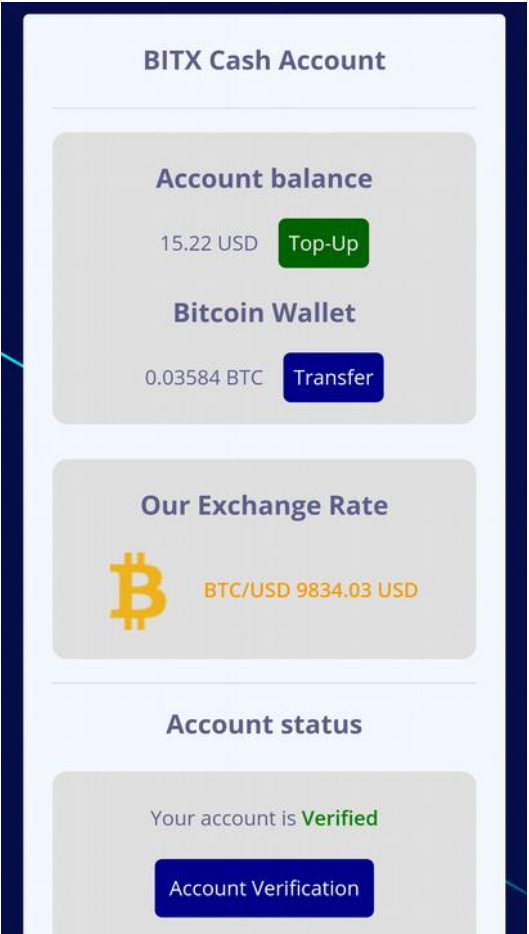 BITX Cash Account
Account balance
15.22 USD Top-Up
Bitcoin Wallet
0.03584 BTC Transfer
Our Exchange Rate
BTC/USD 9834.03 USD
Account status
Your account is Verified
Account Verification